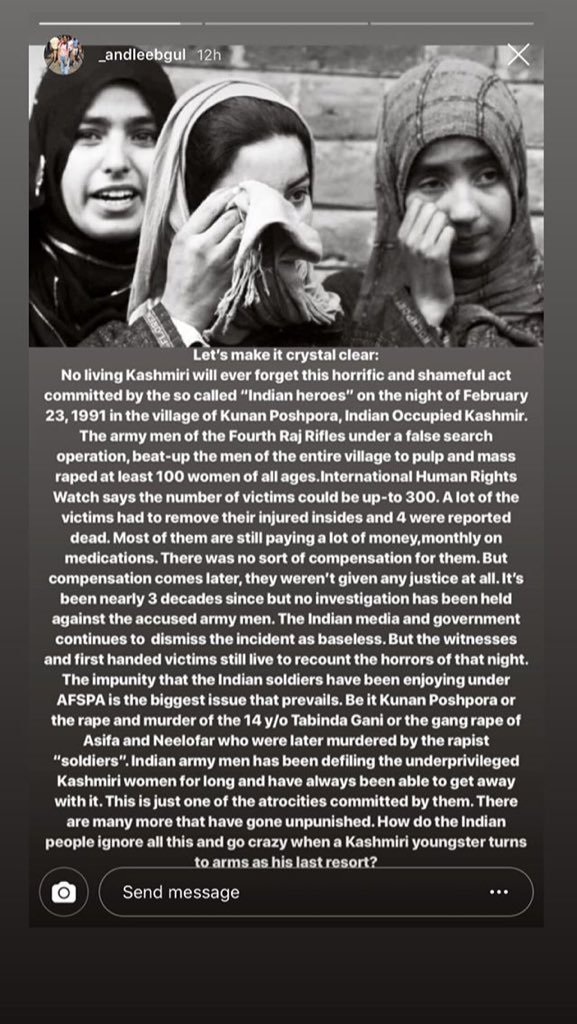 _andleebgul 12h
Let's make it crystal clear:
No living Kashmiri will ever forget this horrific and shameful act
committed by the so called "Indian heroes" on the night of February
23, 1991 in the village of Kunan Poshpora, Indian Occupied Kashmir.
The army men of the Fourth Raj Rifles under a false search
operation, beat-up the men of the entire village to pulp and mass
raped at least 100 women of all ages.International Human Rights
Watch says the number of victims could be up-to 300. A lot of the
victims had to remove their injured insides and 4 were reported
dead. Most of them are still paying a lot of money,monthly on
medications. There was no sort of compensation for them. But
compensation comes later, they weren't given any justice at all. It's
been nearly 3 decades since but no investigation has been held
against the accused army men. The Indian media and government
continues to dismiss the incident as baseless. But the witnesses
and first handed victims still live to recount the horrors of that night.
The impunity that the Indian soldiers have been enjoying under
AFSPA is the biggest issue that prevails. Be it Kunan Poshpora or
the rape and murder of the 14 y/o Tabinda Gani or the gang rape of
Asifa and Neelofar who were later murdered by the rapist
"soldiers". Indian army men has been defiling the underprivileged
Kashmiri women for long and have always been able to get away
with it. This is just one of the atrocities committed by them. There
are many more that have gone unpunished. How do the Indian
people ignore all this and go crazy when a Kashmiri youngster turns
to arms as his last resort?
Send message